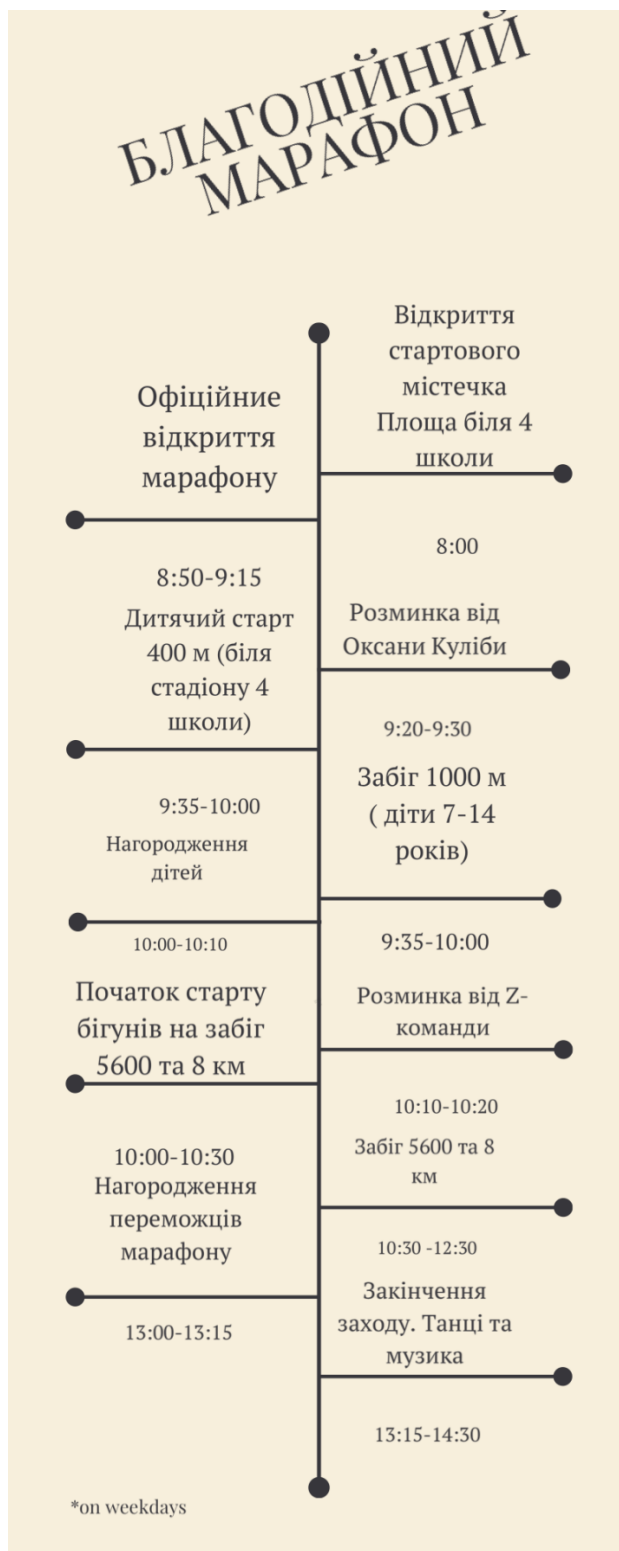 БЛАГОДІЙНИЙ
МАРАФОН
Відкриття
стартового
містечка
Площа біля 4
школи
8:00
Офіційние
відкриття
марафону
8:50-9:15
Розминка від
Оксани Куліби
9:20-9:30
Дитячий старт
400 м (біля
стадіону 4
школи)
9:35-10:00
Забіг 1000 м
( діти 7-14
років)
9:35-10:00
Нагородження
дітей
10:00-10:10
Розминка від Z-
команди
10:10-10:20
Початок старту
бігунів на забіг
5600 та 8 км
10:00-10:30
Забіг 5600 та 8
км
10:30 -12:30
Нагородження
переможців
марафону
13:00-13:15
Закінчення
заходу. Танці та
музика
13:15-14:30
*on weekdays